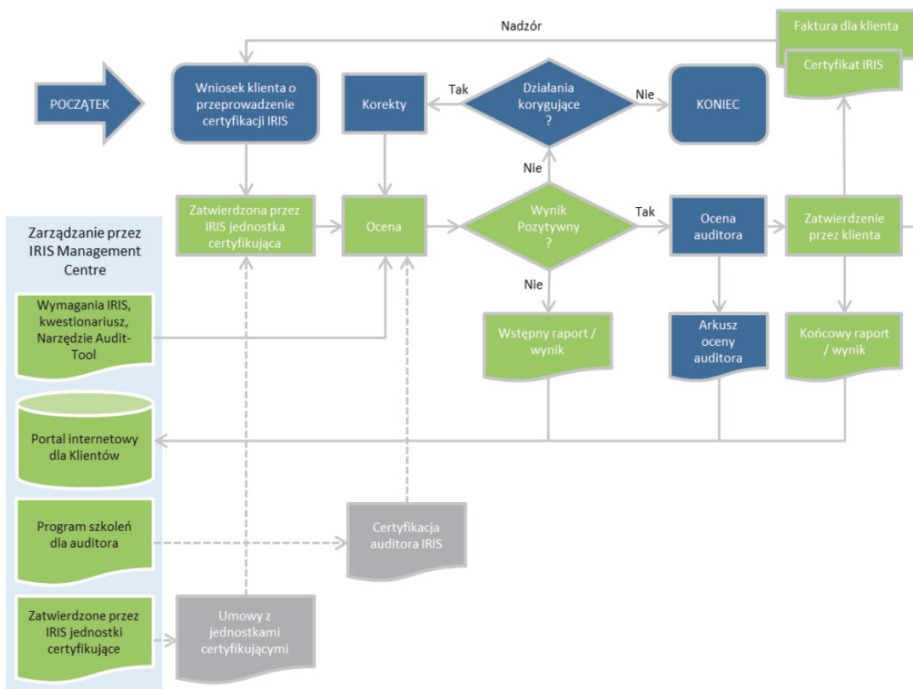 Nadzór
Faktura dla klienta
Certyfikat IRIS
POCZĄTEK
Wniosek klienta o
przeprowadzenie
certyfikacji IRIS
Korekty
Tak
Działania
korygujące
?
Nie
KONIEC
Nie
Zatwierdzona przez
IRIS jednostka
certyfikująca
Ocena
Wynik
Pozytywny
?
Tak
Ocena
auditora
Zatwierdzenie
przez klienta
Nie
Zarządzanie przez
IRIS Management
Centre
Wymagania IRIS,
kwestionariusz,
Narzędzie Audit-
Tool
Wstępny raport /
wynik
Arkusz
oceny
auditora
Końcowy raport
/ wynik
Portal internetowy
dla Klientów
Program szkoleń
dla auditora
Certyfikacja
auditora IRIS
Zatwierdzone przez
IRIS jednostki
certyfikujące
Umowy z
jednostkami
certyfikującymi